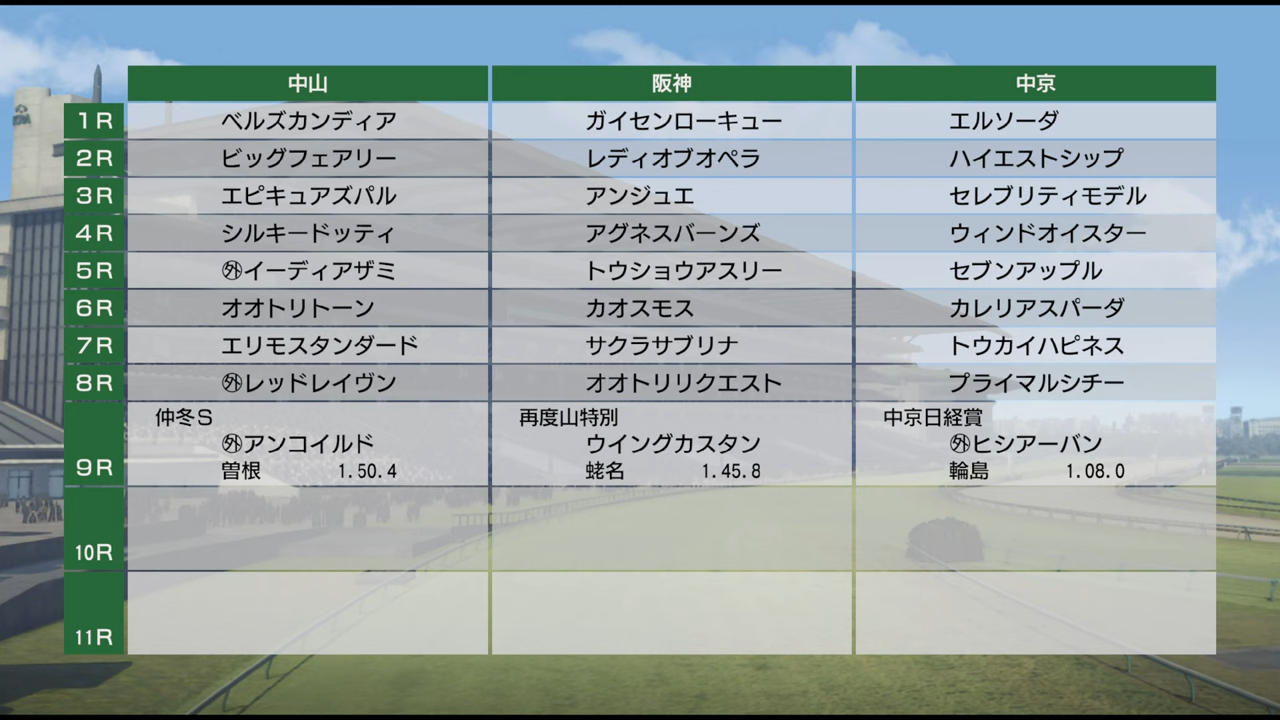 中山 阪神 中京
1R ベルズカンディア ガイセンローキュー エルソーダ
2R ビッグフェアリー レディオブオペラ ハイエストシップ
3R エピキュアズパル アンジュエ セレブリティモデル
4R シルキードッティ アグネスバーンズ ウィンドオイスター
5R ㊕イーディアザミ トウショウアスリー セブンアップル
6R オオトリトーン カオスモス カレリアスパーダ
7R エリモスタンダード サクラサブリナ トウカイハピネス
8R 外レッドレイヴン オオトリリクエスト プライマルシチー
仲冬S 再度山特別 中京日経賞
外アンコイルド ウイングカスタン 外ヒシアーバン
9R 曽根 1.50.4 蛯名 1.45.8 輪島 1.08.0
10R
11R